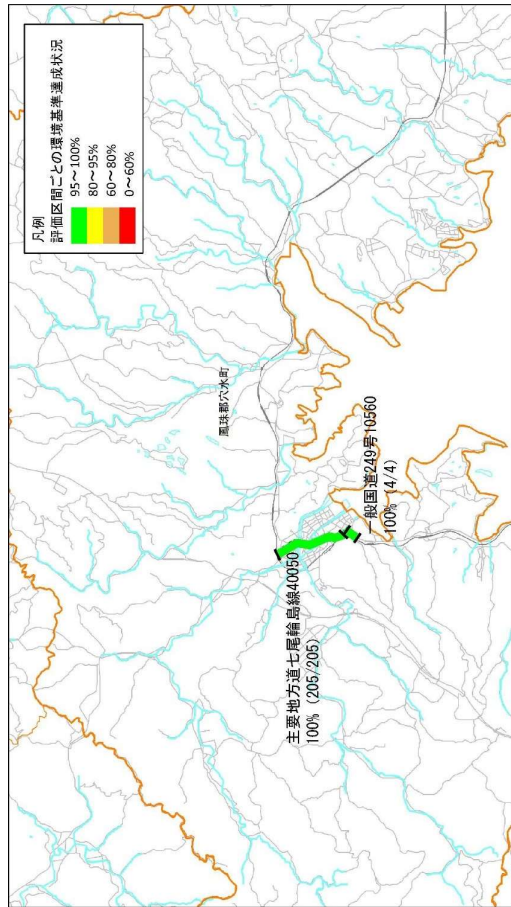 凡例
評価区間ごとの環境基準達成状況
95～100%
80～95%
60～80%
0～60%
鳳珠郡穴水町
主要地方道七尾輪島線40050
100% (205/205)
一般国道249号10560
100% (4/4)